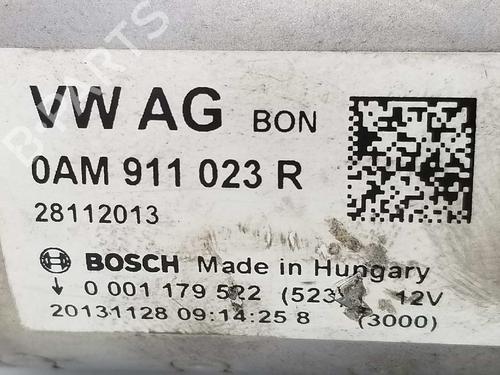 VW AG BON
0AM 911 023 R
28112013
BOSCH Made in Hungary
0 001 179 522 12V
20131128 09:14:25 8 (3000)
B-PARTS